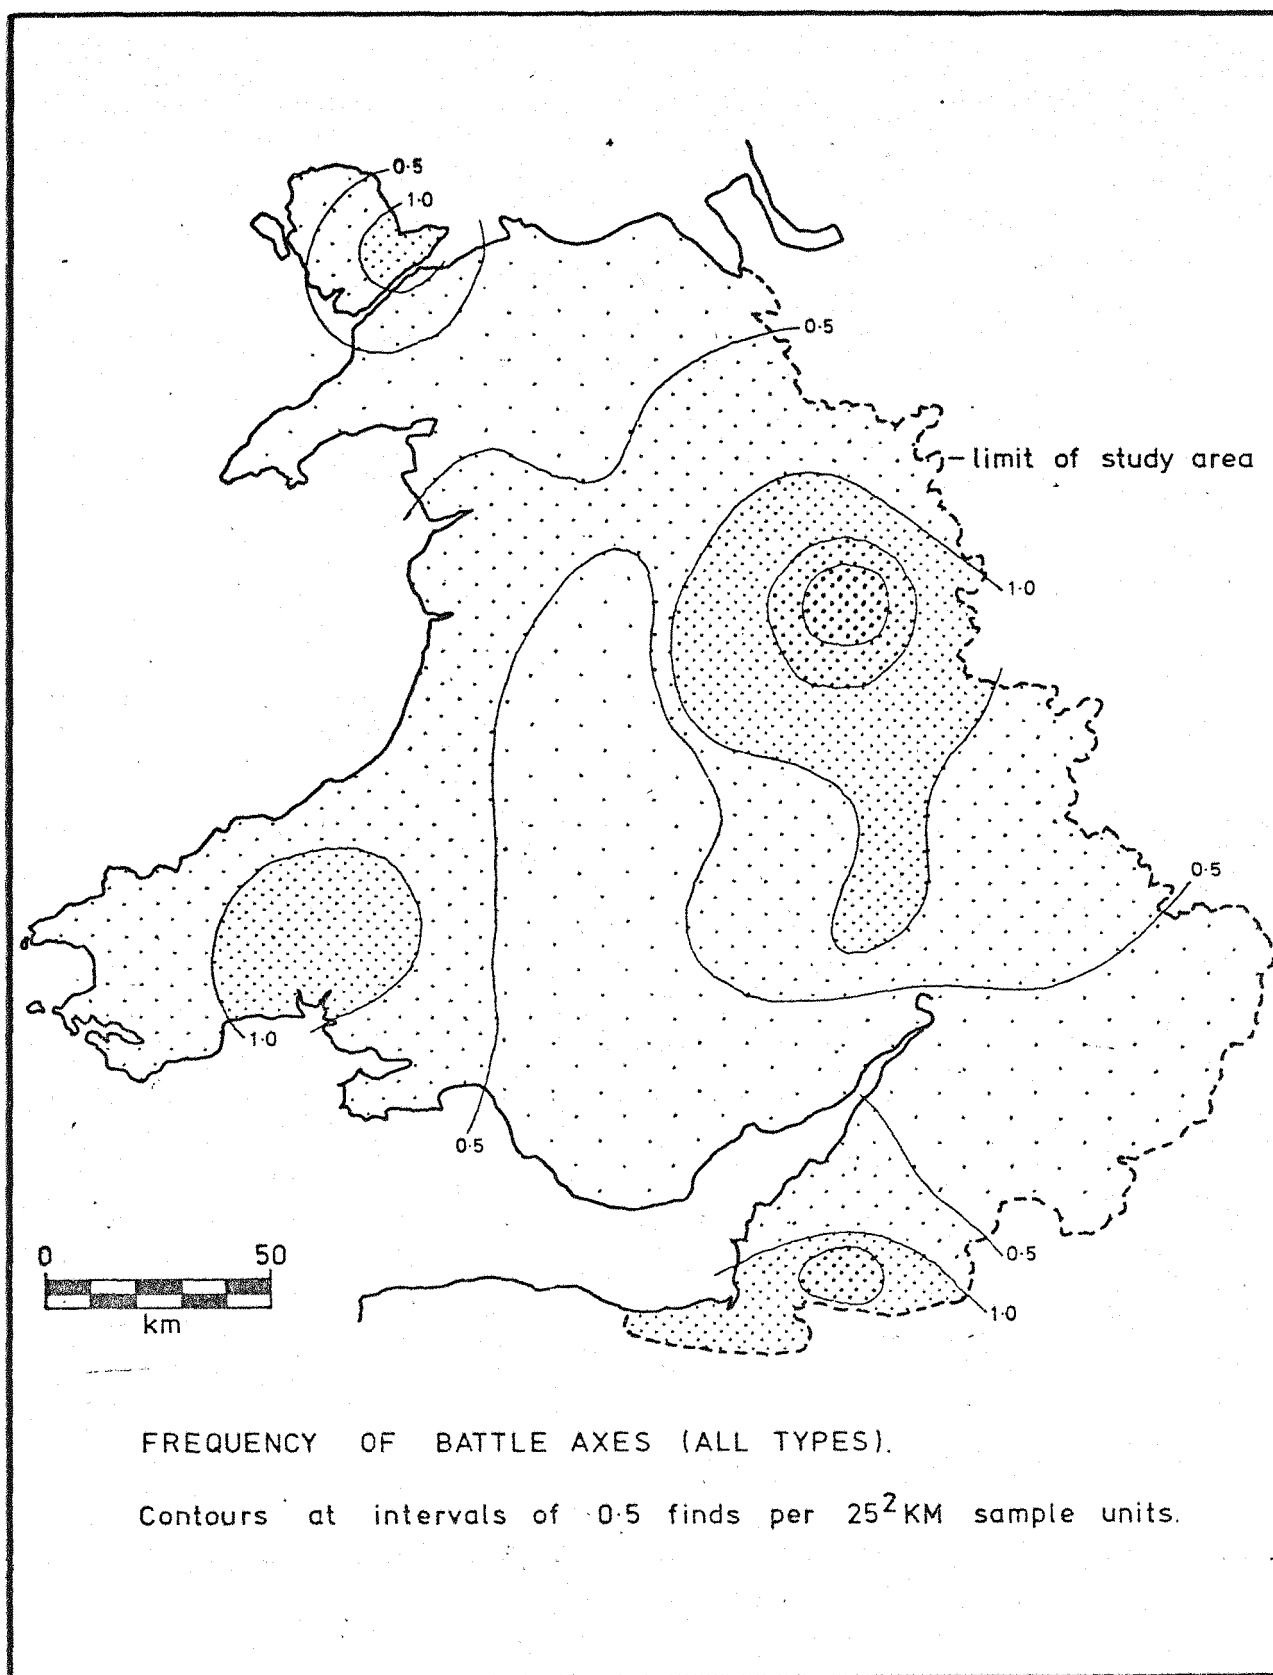 0·5
1·0
0·5
limit of study area
1·0
0·5
1·0
0·5
0·5
1·0
0 50
km
FREQUENCY OF BATTLE AXES (ALL TYPES).
Contours at intervals of 0·5 finds per 25²KM sample units.